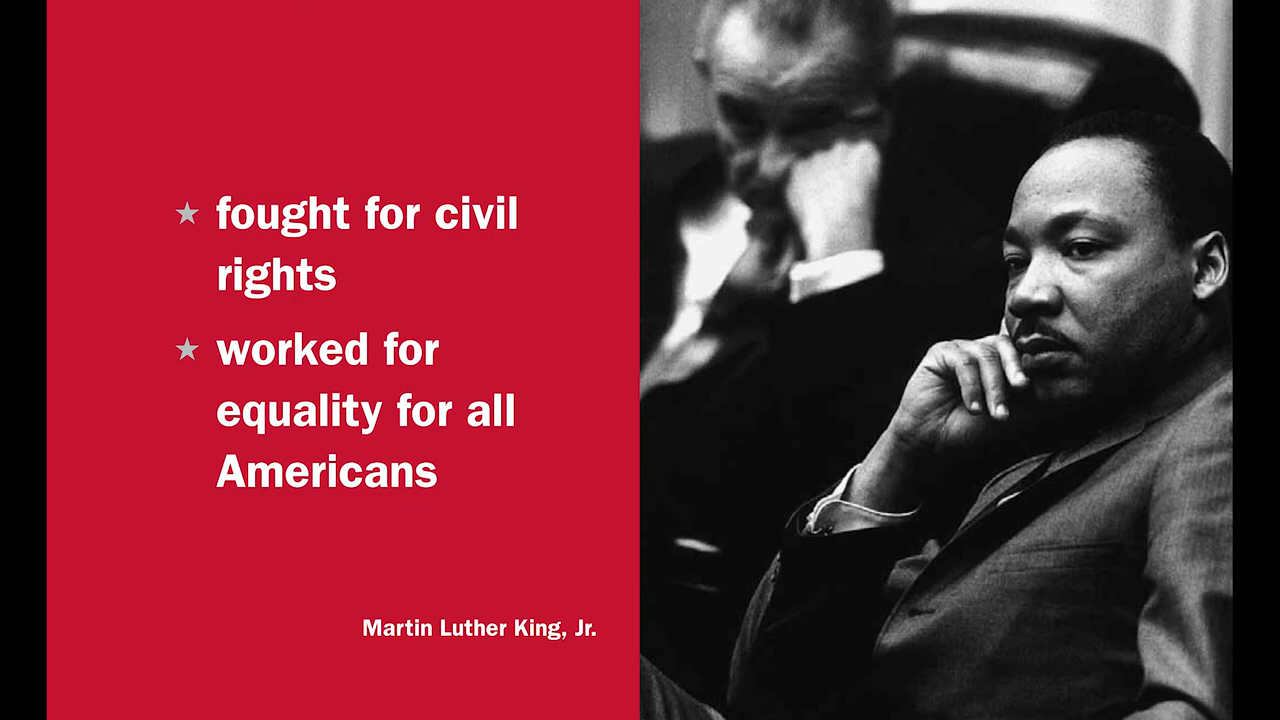 ★ fought for civil
rights
★ worked for
equality for all
Americans
Martin Luther King, Jr.